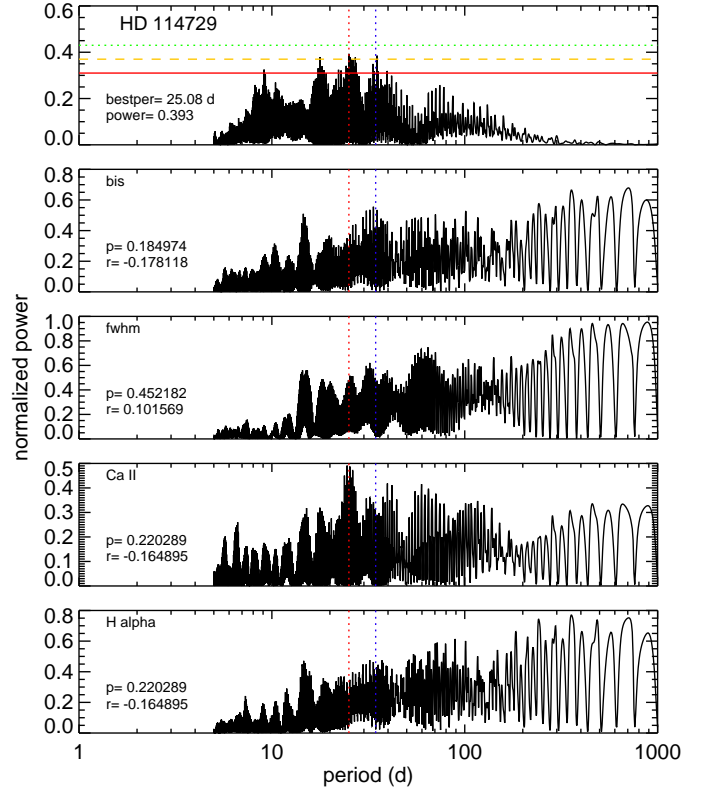 HD 114729
0.6
0.4
0.2
0.0
bestper= 25.08 d
power= 0.393
0.8
0.6
0.4
0.2
0.0
bis
p= 0.184974
r= -0.178118
1.0
0.8
0.6
0.4
0.2
0.0
fwhm
p= 0.452182
r= 0.101569
0.5
0.4
0.3
0.2
0.1
0.0
Ca II
p= 0.220289
r= -0.164895
0.8
0.6
0.4
0.2
0.0
H alpha
p= 0.220289
r= -0.164895
1
10
100
1000
period (d)
normalized power